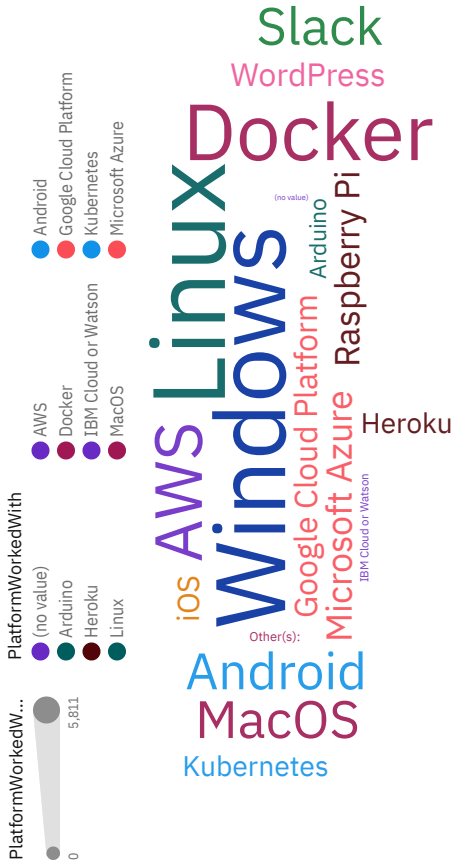 PlatformWorkedW...
0
5,811
PlatformWorkedWith
(no value)
Arduino
Heroku
Linux
AWS
Docker
IBM Cloud or Watson
MacOS
Android
Google Cloud Platform
Kubernetes
Microsoft Azure
Slack
WordPress
Docker
Linux
(no value)
Windows
Arduino
Raspberry Pi
Google Cloud Platform
AWS
Microsoft Azure
Heroku
IBM Cloud or Watson
iOS
Other(s):
Android
MacOS
Kubernetes